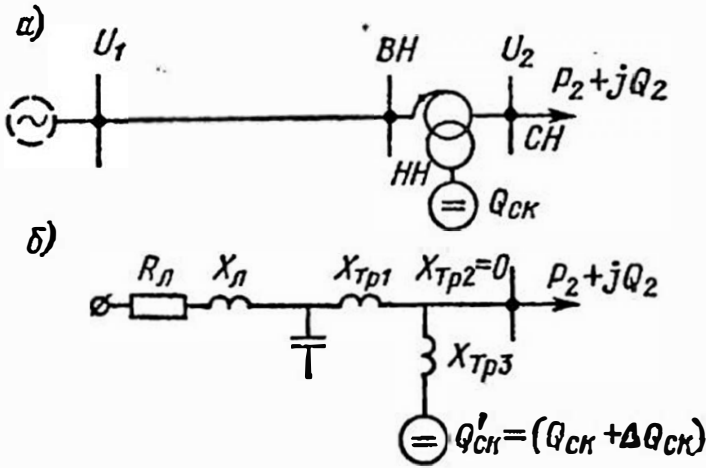 а)
U₁ ВН U₂
P₂+jQ₂
СН
НН
Qск
б)
Rл Xл Xтр1 Xтр2=0 P₂+jQ₂
Xтр3
Q′ск=(Qск+ΔQск)